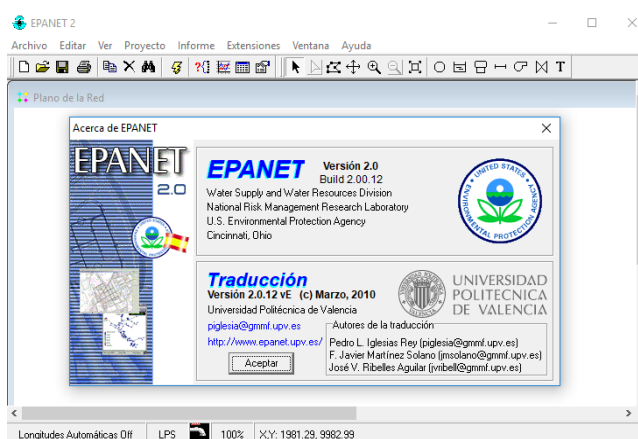 EPANET 2
Archivo Editar Ver Proyecto Informe Extensiones Ventana Ayuda
T
Plano de la Red
Acerca de EPANET
EPANET
2.0
EPANET Versión 2.0
Build 2.00.12
Water Supply and Water Resources Division
National Risk Management Research Laboratory
U.S. Environmental Protection Agency
Cincinnati, Ohio
UNITED STATES
ENVIRONMENTAL PROTECTION AGENCY
Traducción
Versión 2.0.12 vE (c) Marzo, 2010
Universidad Politécnica de Valencia
piglesia@gmmf.upv.es
http://www.epanet.upv.es/
Aceptar
UNIVERSIDAD
POLITECNICA
DE VALENCIA
Autores de la traducción
Pedro L. Iglesias Rey (piglesia@gmmf.upv.es)
F. Javier Martínez Solano (jmsolano@gmmf.upv.es)
José V. Ribelles Aguilar (jvribell@gmmf.upv.es)
Longitudes Automáticas Off LPS 100% X,Y: 1981.29, 9982.99